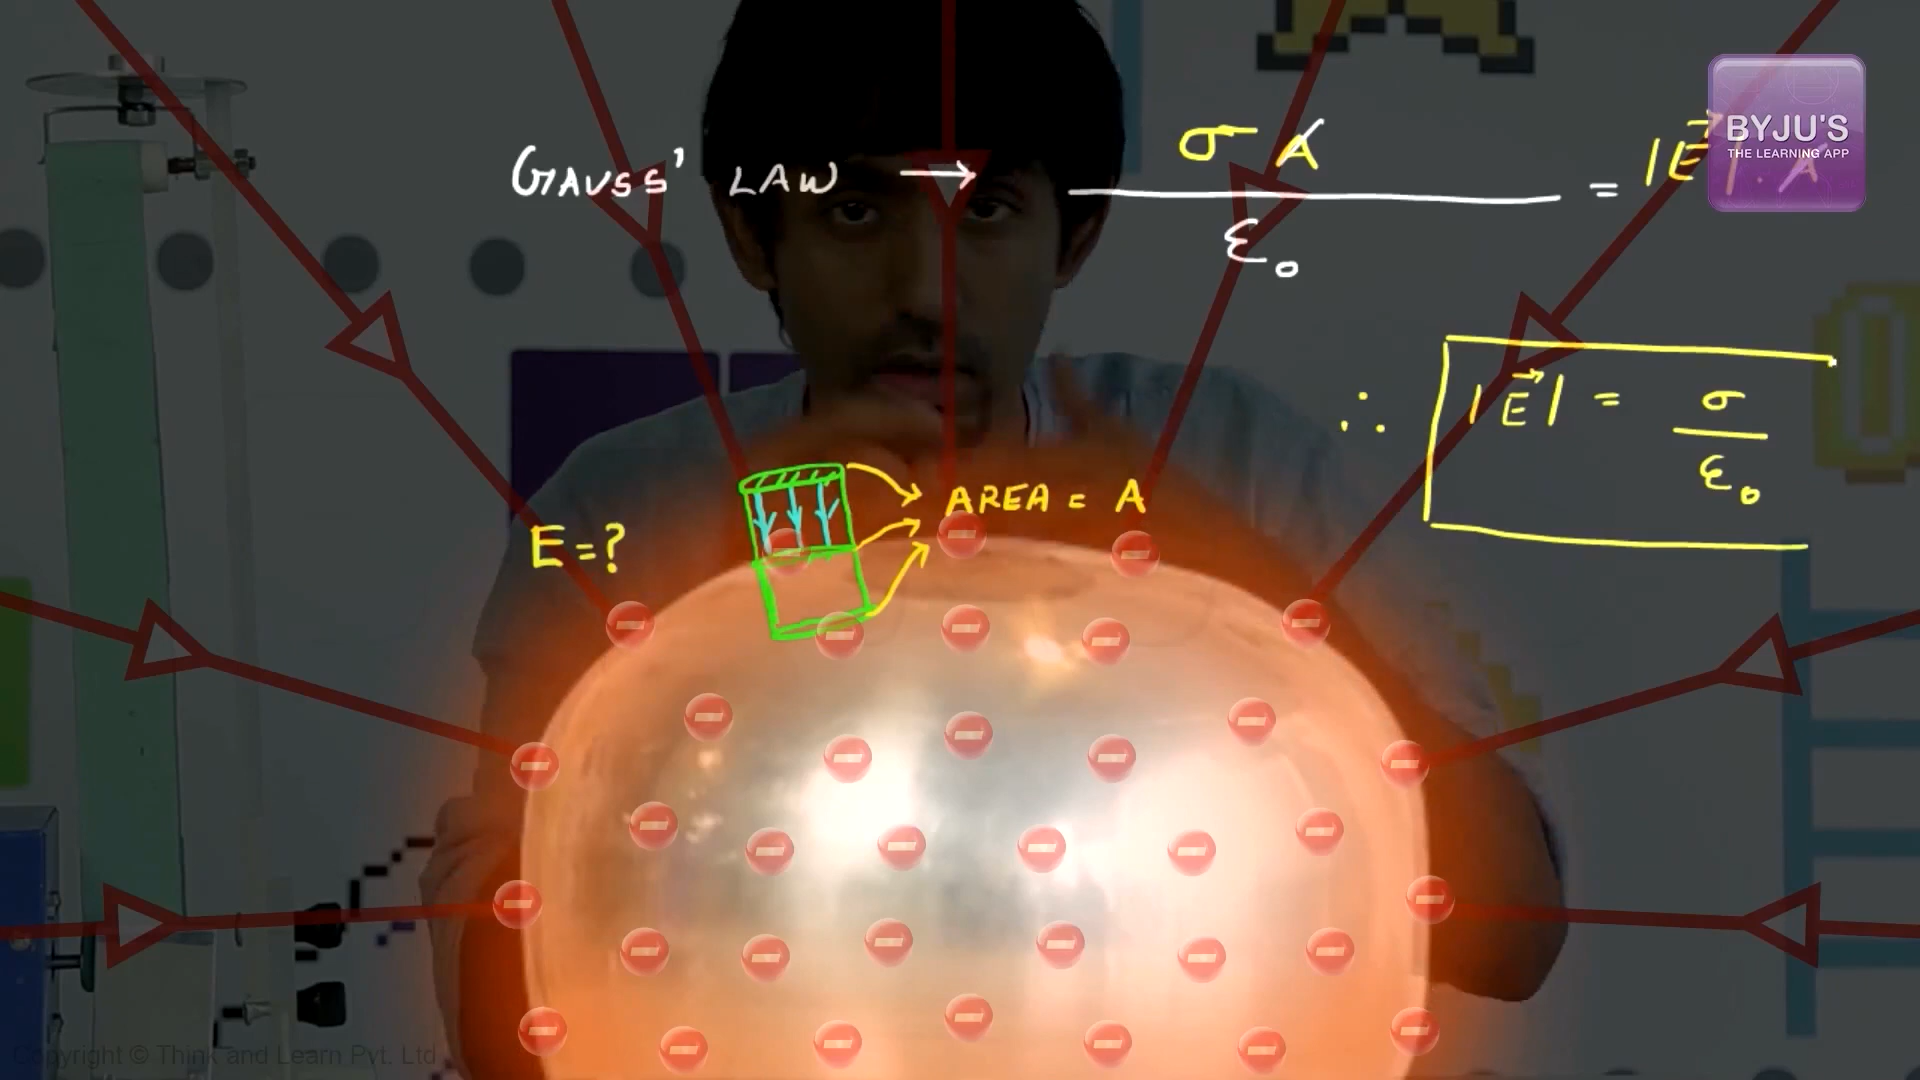 GAUSS' LAW → σ A / ε₀ = |E⃗| . A
BYJU'S
THE LEARNING APP
∴ |E⃗| = σ / ε₀
AREA = A
E = ?
Copyright © Think and Learn Pvt. Ltd.